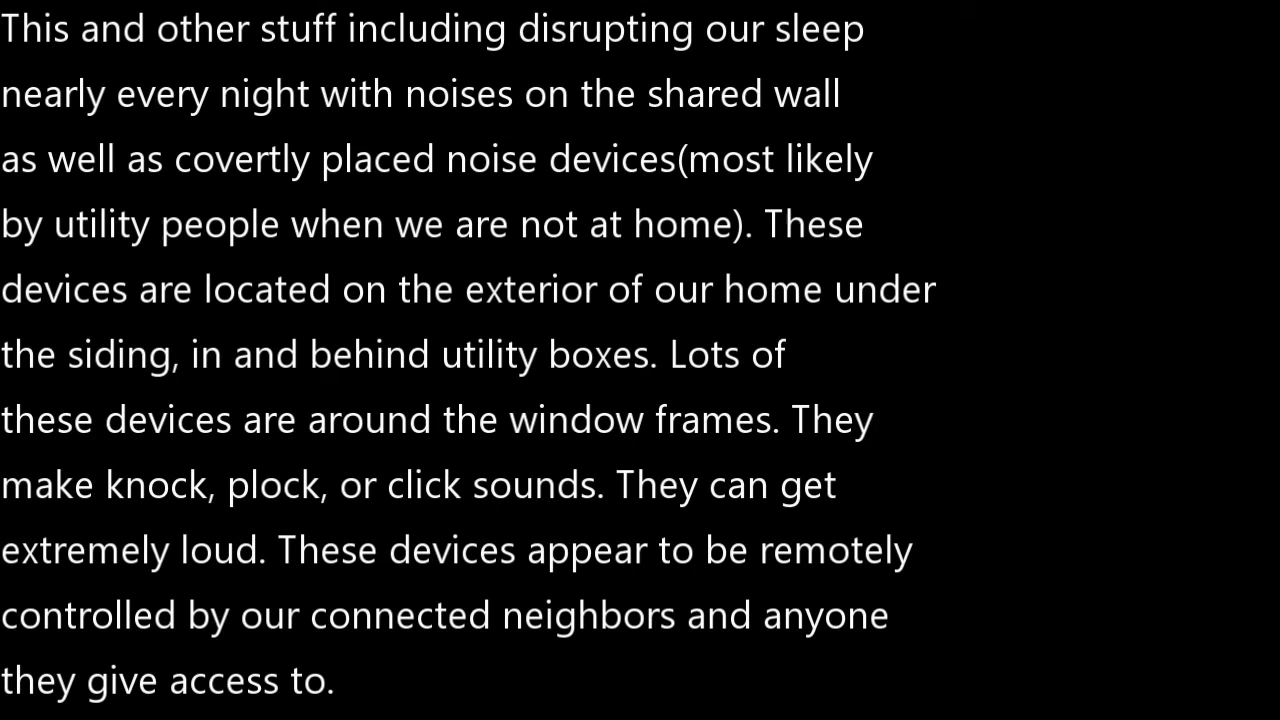 This and other stuff including disrupting our sleep
nearly every night with noises on the shared wall
as well as covertly placed noise devices(most likely
by utility people when we are not at home). These
devices are located on the exterior of our home under
the siding, in and behind utility boxes. Lots of
these devices are around the window frames. They
make knock, plock, or click sounds. They can get
extremely loud. These devices appear to be remotely
controlled by our connected neighbors and anyone
they give access to.